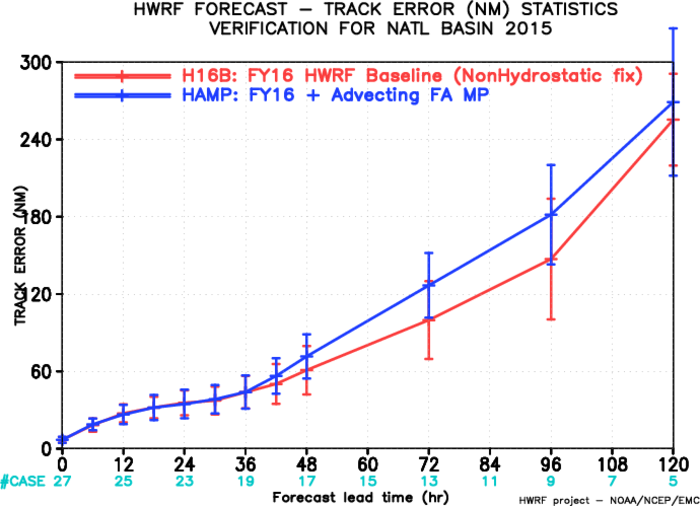 HWRF FORECAST – TRACK ERROR (NM) STATISTICS
VERIFICATION FOR NATL BASIN 2015
H16B: FY16 HWRF Baseline (NonHydrostatic fix)
HAMP: FY16 + Advecting FA MP
TRACK ERROR (NM)
300
240
180
120
60
0
0 12 24 36 48 60 72 84 96 108 120
#CASE 27 25 23 19 17 15 13 11 9 7 5
Forecast lead time (hr)
HWRF project – NOAA/NCEP/EMC